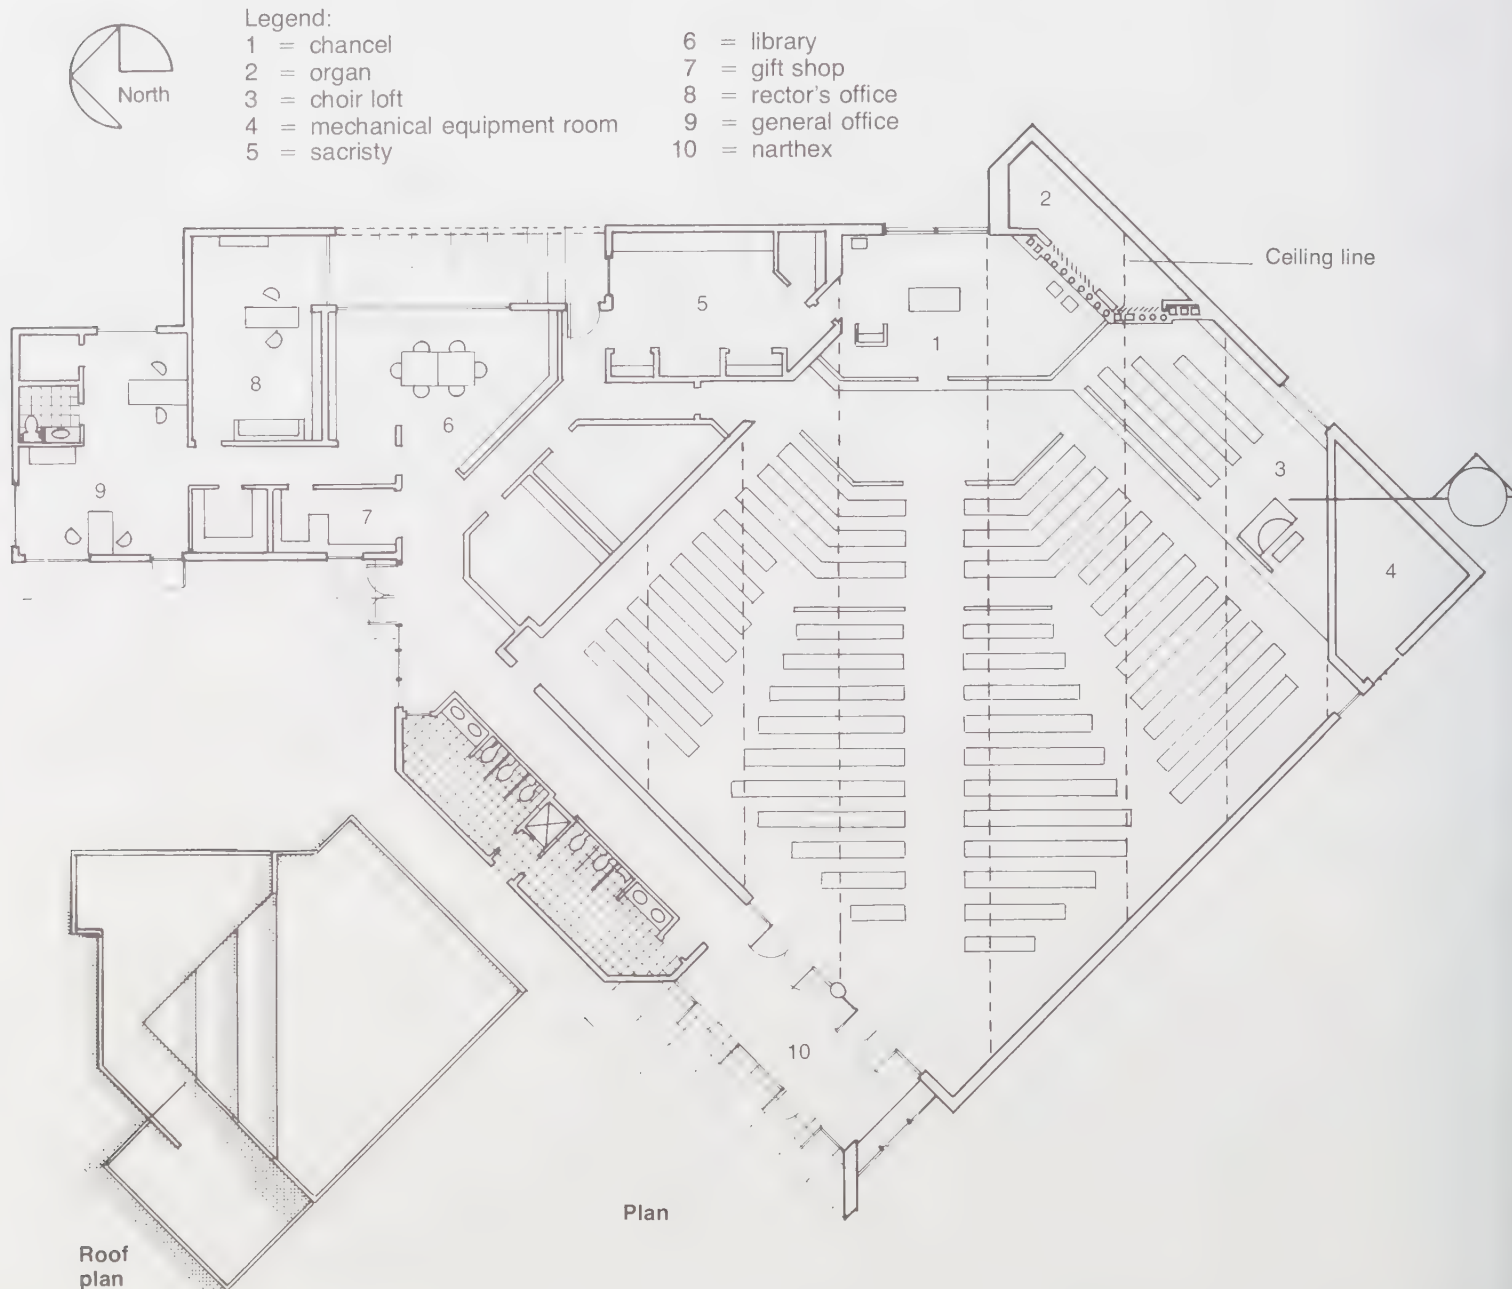 Legend:
1 = chancel
2 = organ
3 = choir loft
4 = mechanical equipment room
5 = sacristy
6 = library
7 = gift shop
8 = rector's office
9 = general office
10 = narthex
North
2
Ceiling line
5
1
8
6
3
9
7
4
10
Plan
Roof
plan